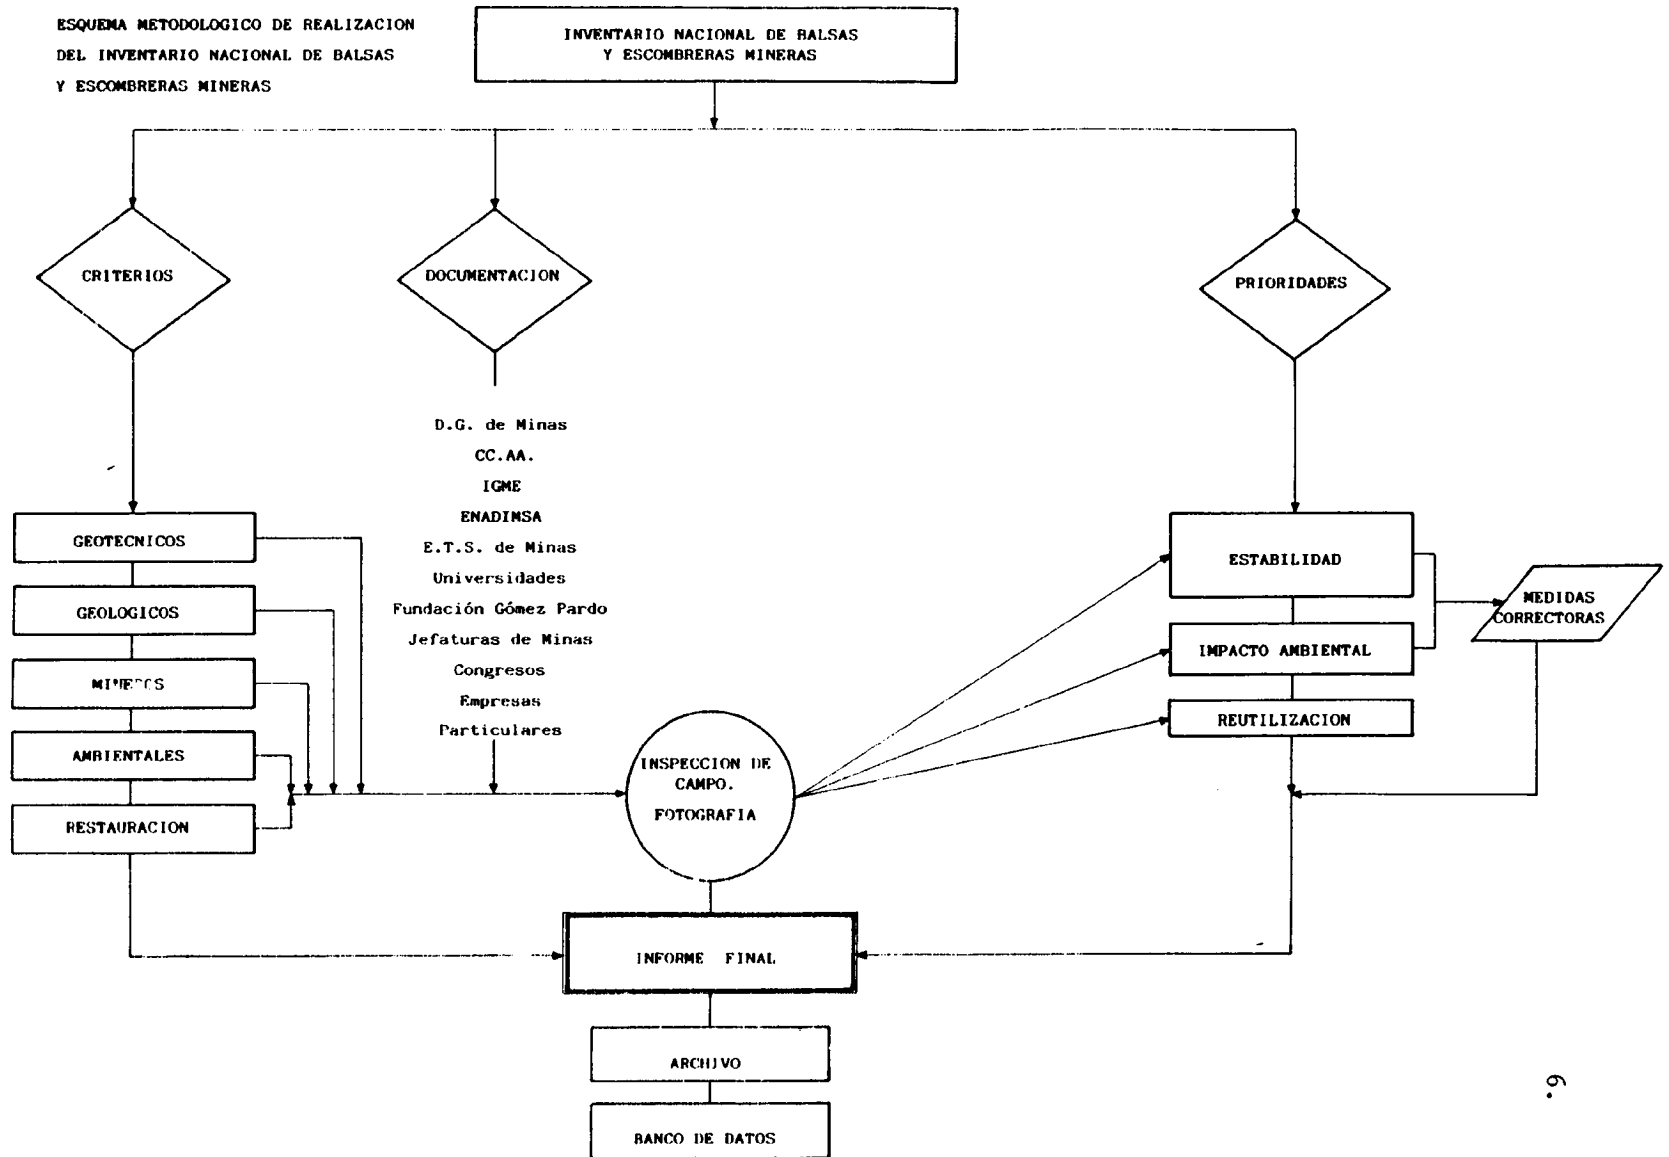 ESQUEMA METODOLOGICO DE REALIZACION
DEL INVENTARIO NACIONAL DE BALSAS
Y ESCOMBRERAS MINERAS
INVENTARIO NACIONAL DE BALSAS
Y ESCOMBRERAS MINERAS
CRITERIOS
DOCUMENTACION
PRIORIDADES
D.G. de Minas
CC.AA.
IGME
ENADIMSA
E.T.S. de Minas
Universidades
Fundación Gómez Pardo
Jefaturas de Minas
Congresos
Empresas
Particulares
GEOTECNICOS
GEOLOGICOS
MINEROS
AMBIENTALES
RESTAURACION
INSPECCION DE
CAMPO.
FOTOGRAFIA
ESTABILIDAD
IMPACTO AMBIENTAL
REUTILIZACION
MEDIDAS
CORRECTORAS
INFORME FINAL
ARCHIVO
BANCO DE DATOS
6.